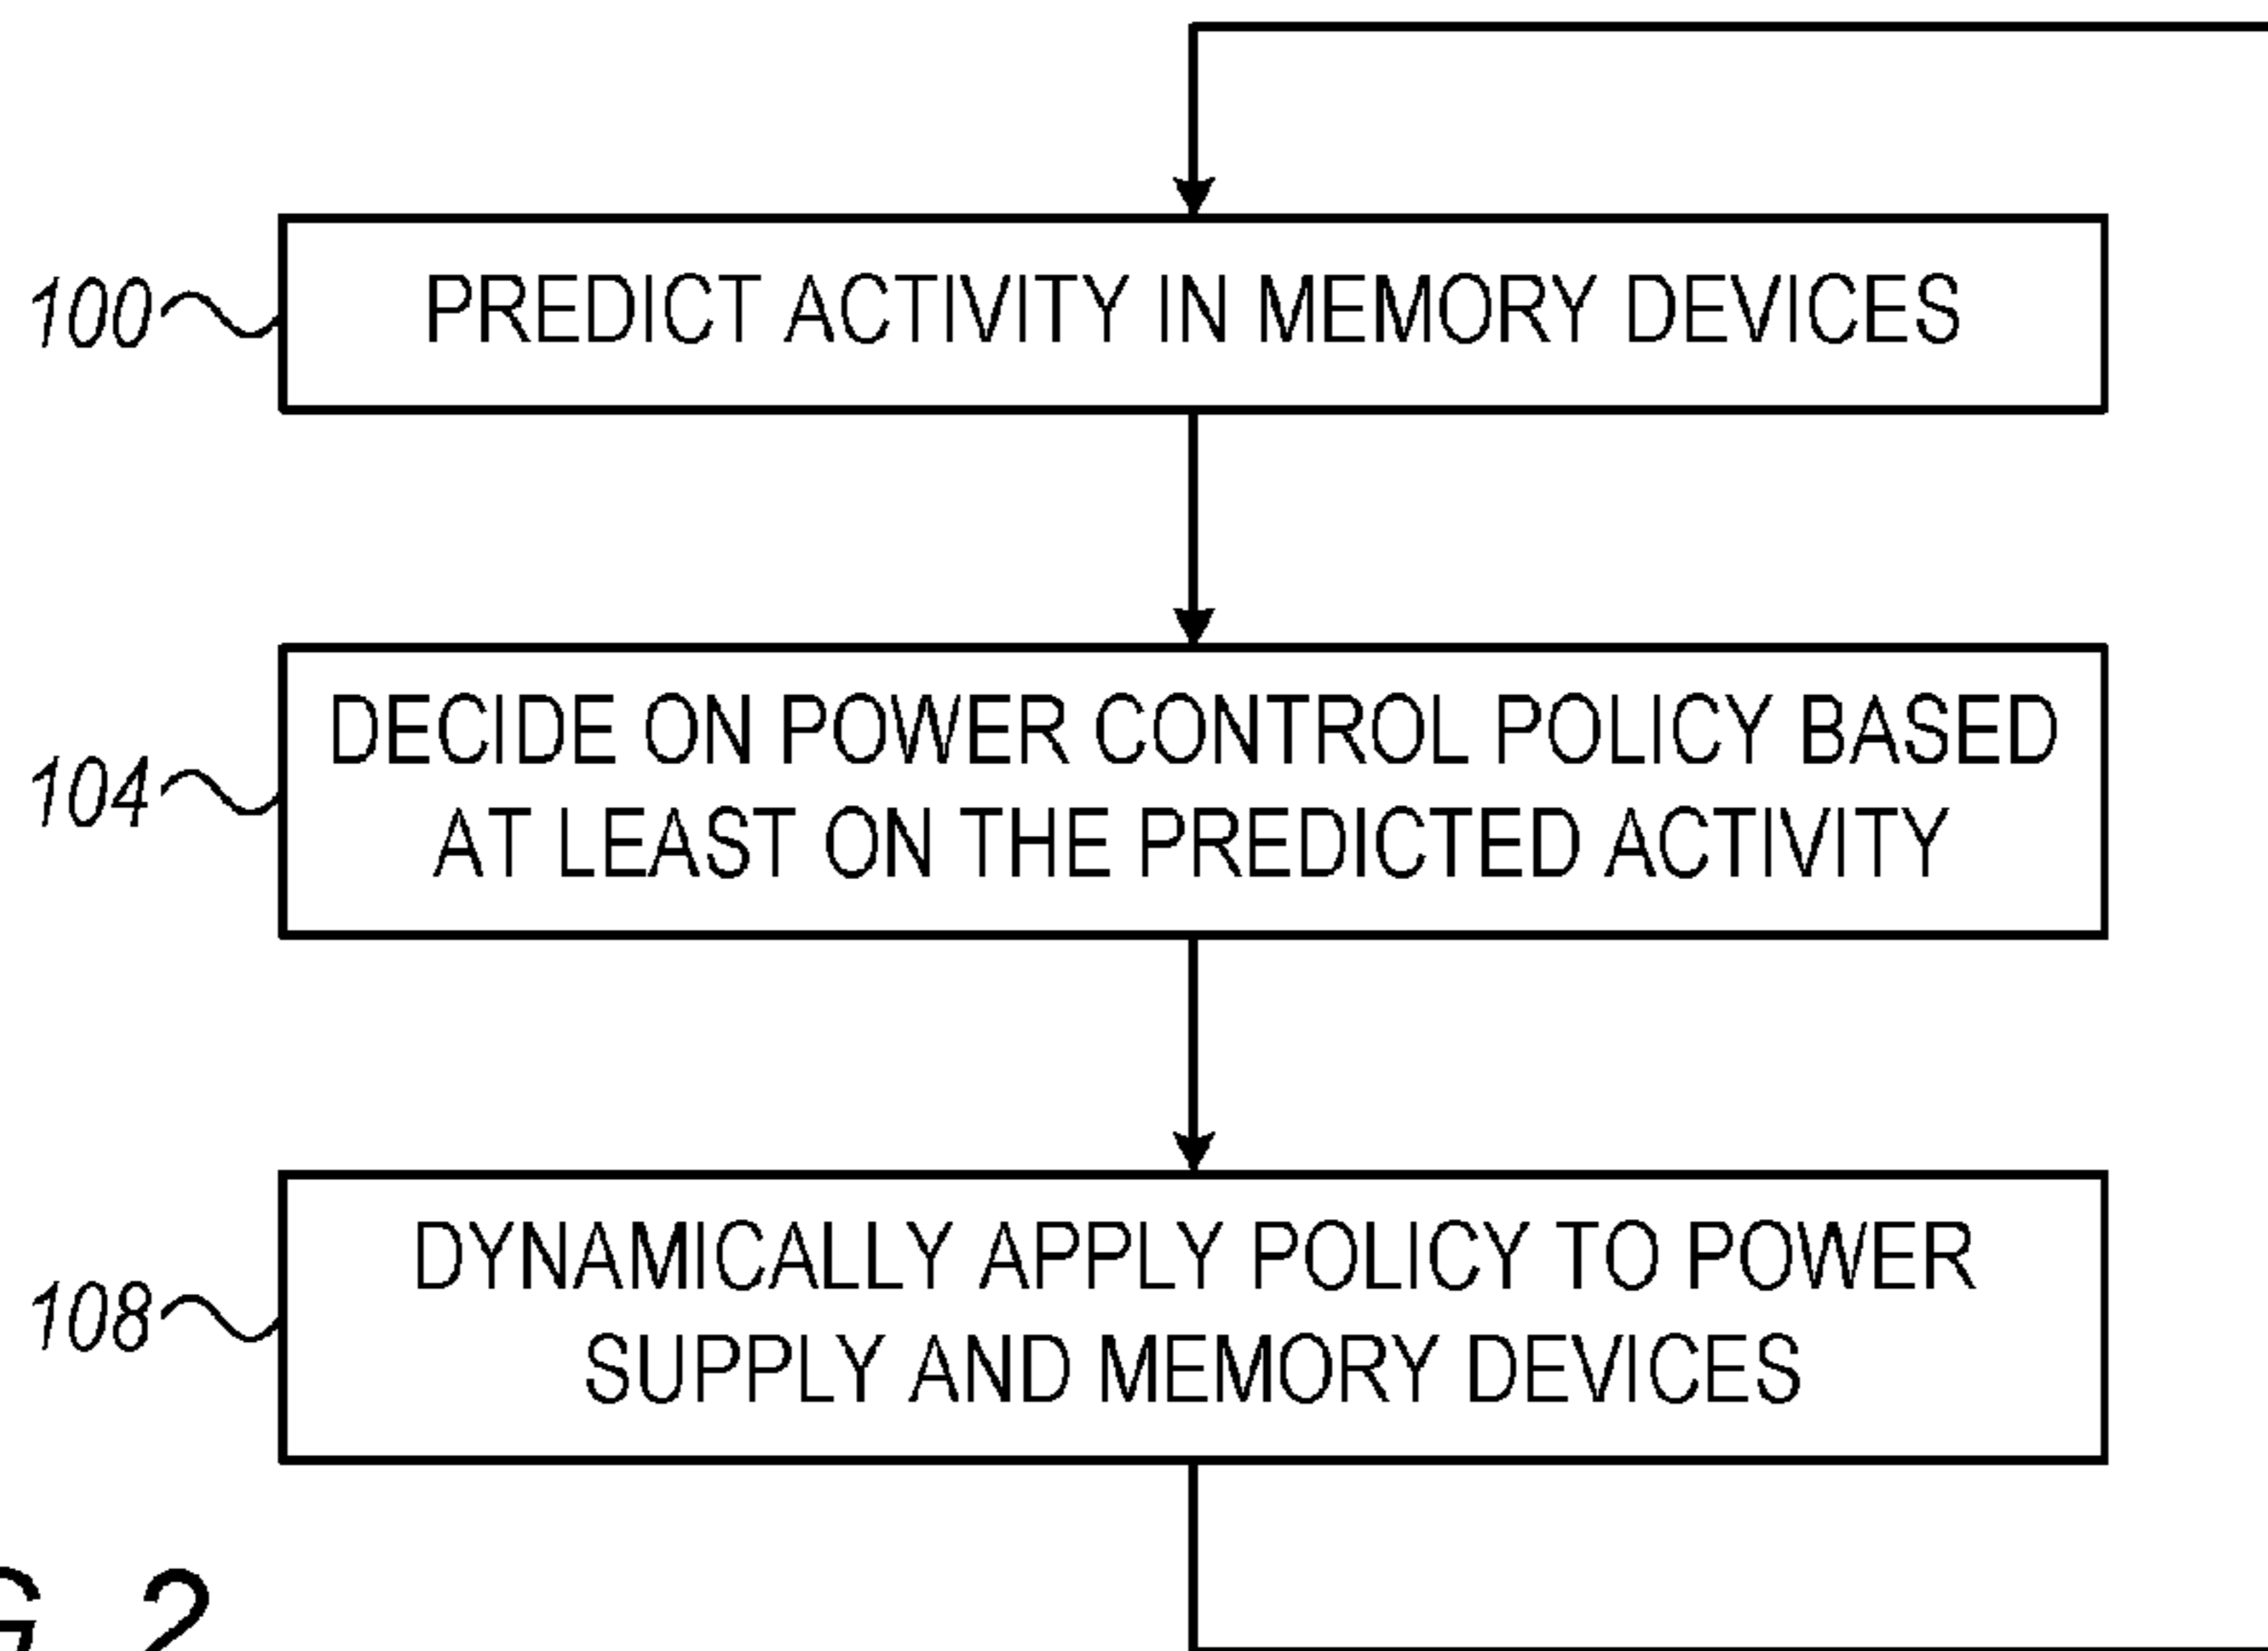 100 PREDICT ACTIVITY IN MEMORY DEVICES
DECIDE ON POWER CONTROL POLICY BASED
104
AT LEAST ON THE PREDICTED ACTIVITY
DYNAMICALLY APPLY POLICY TO POWER
108
SUPPLY AND MEMORY DEVICES
G. 2